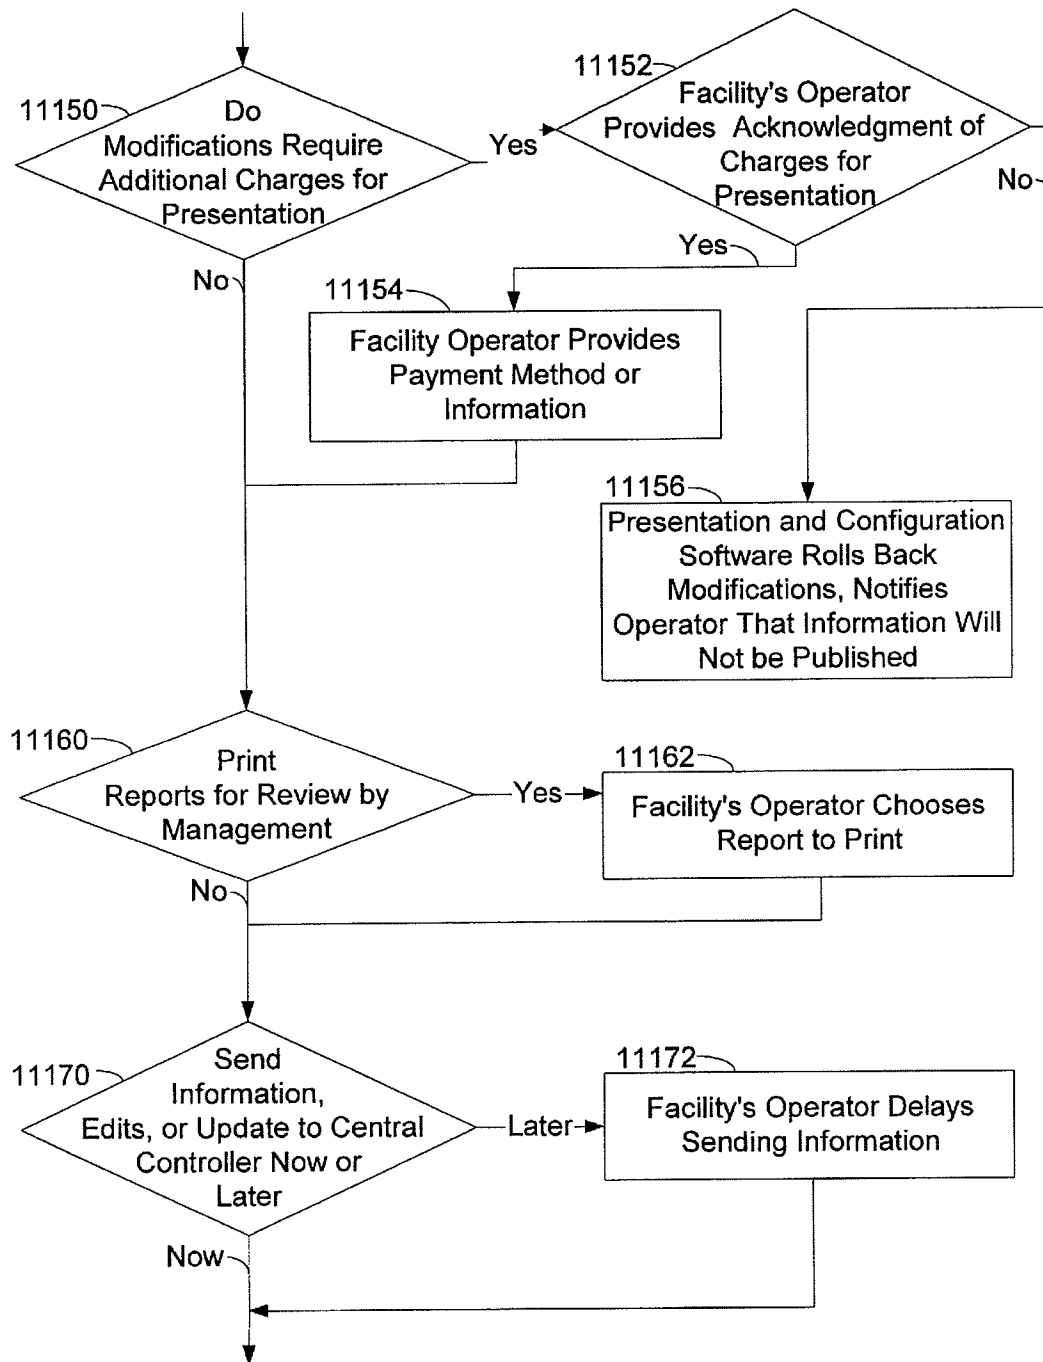 11150
Do
Modifications Require
Additional Charges for
Presentation
Yes
11152
Facility's Operator
Provides Acknowledgment of
Charges for
Presentation
No
Yes
No
11154
Facility Operator Provides
Payment Method or
Information
11156
Presentation and Configuration
Software Rolls Back
Modifications, Notifies
Operator That Information Will
Not be Published
11160
Print
Reports for Review by
Management
Yes
11162
Facility's Operator Chooses
Report to Print
No
11170
Send
Information,
Edits, or Update to Central
Controller Now or
Later
Later
11172
Facility's Operator Delays
Sending Information
Now